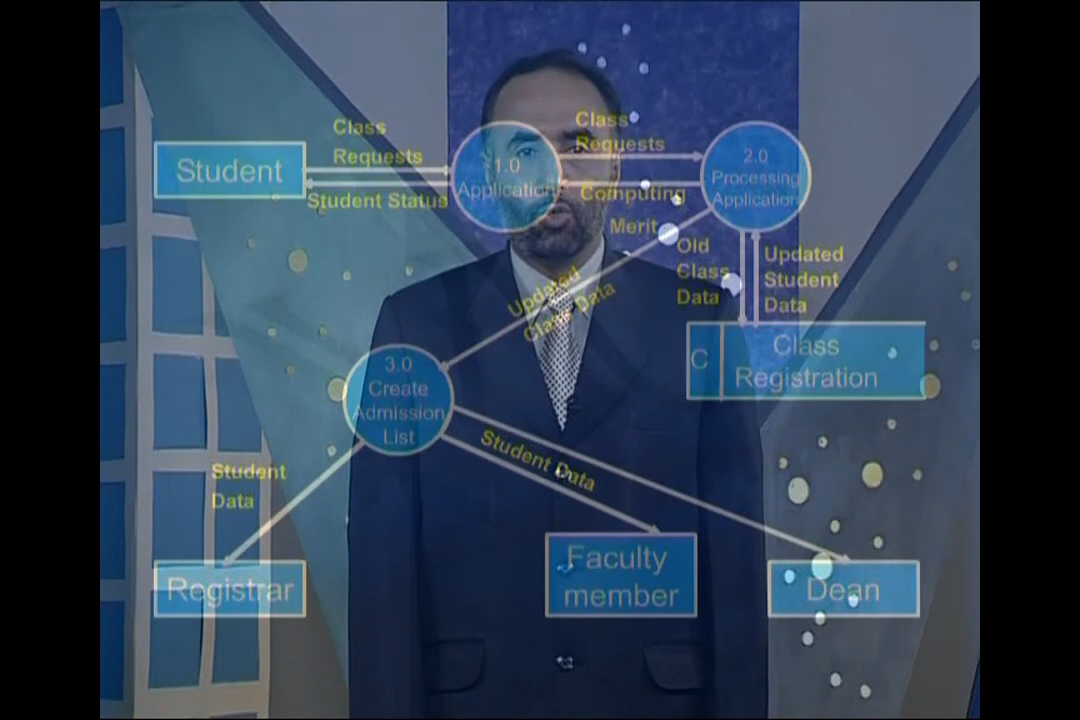 Class
Requests
Student
Student Status
1.0
Application
Class
Requests
Computing
Merit
2.0
Processing
Application
Old
Class
Data
Updated
Student
Data
Updated
Class Data
C
Class
Registration
3.0
Create
Admission
List
Student
Data
Student Data
Registrar
Faculty
member
Dean